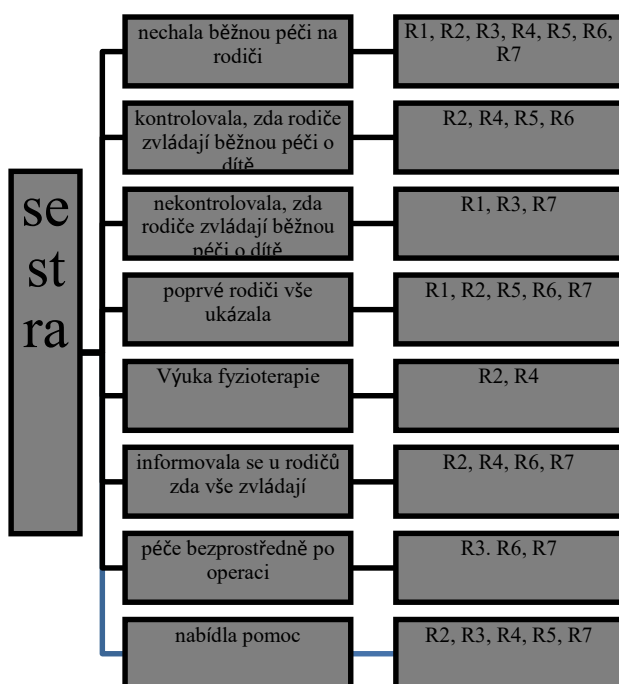 se
st
ra
nechala běžnou péči na
rodiči
R1, R2, R3, R4, R5, R6,
R7
kontrolovala, zda rodiče
zvládají běžnou péči o
dítě
R2, R4, R5, R6
nekontrolovala, zda
rodiče zvládají běžnou
péči o dítě
R1, R3, R7
poprvé rodiči vše
ukázala
R1, R2, R5, R6, R7
Výuka fyzioterapie
R2, R4
informovala se u rodičů
zda vše zvládají
R2, R4, R6, R7
péče bezprostředně po
operaci
R3. R6, R7
nabídla pomoc
R2, R3, R4, R5, R7